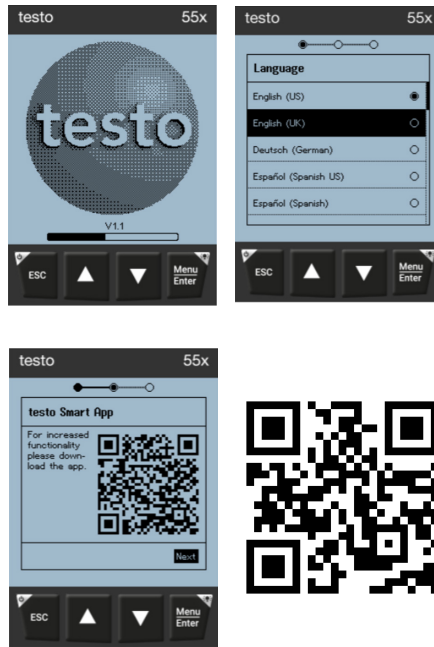 testo 55x
testo
V1.1
ESC
Menu
Enter
testo 55x
Language
English (US)
English (UK)
Deutsch (German)
Español (Spanish US)
Español (Spanish)
ESC
Menu
Enter
testo 55x
testo Smart App
For increased
functionality
please down-
load the app.
Next
ESC
Menu
Enter